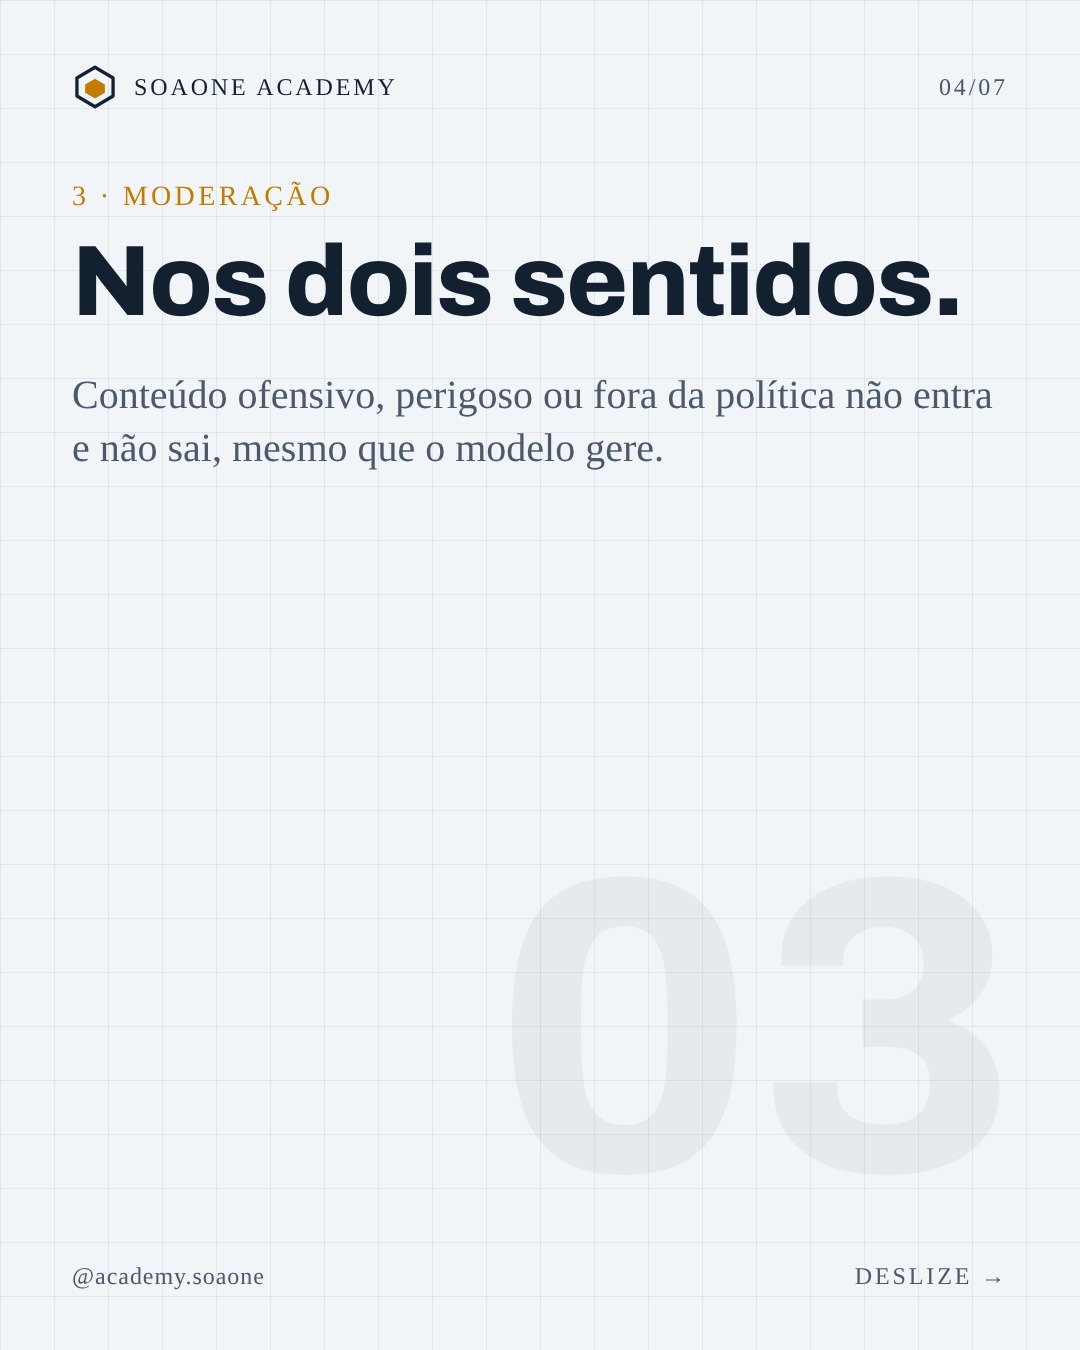 SOAONE ACADEMY
04/07
3 · MODERAÇÃO
Nos dois sentidos.
Conteúdo ofensivo, perigoso ou fora da política não entra
e não sai, mesmo que o modelo gere.
03
@academy.soaone
DESLIZE →